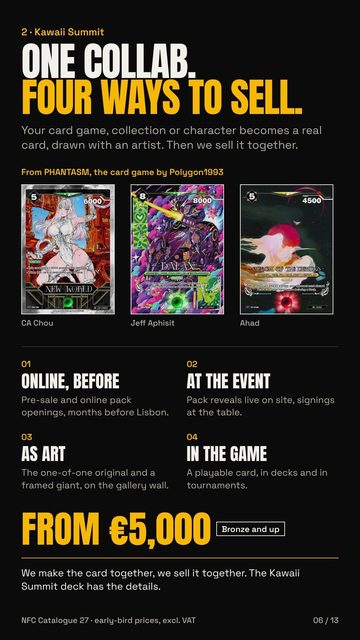 2 · Kawaii Summit
ONE COLLAB.
FOUR WAYS TO SELL.
Your card game, collection or character becomes a real
card, drawn with an artist. Then we sell it together.
From PHANTASM, the card game by Polygon1993
5
6000
NEW WORLD
8
8000
5
4500
CA Chou
Jeff Aphisit
Ahad
01
ONLINE, BEFORE
Pre-sale and online pack
openings, months before Lisbon.
02
AT THE EVENT
Pack reveals live on site, signings
at the table.
03
AS ART
The one-of-one original and a
framed giant, on the gallery wall.
04
IN THE GAME
A playable card, in decks and in
tournaments.
FROM €5,000
Bronze and up
We make the card together, we sell it together. The Kawaii
Summit deck has the details.
NFC Catalogue 27 · early-bird prices, excl. VAT
06 / 13